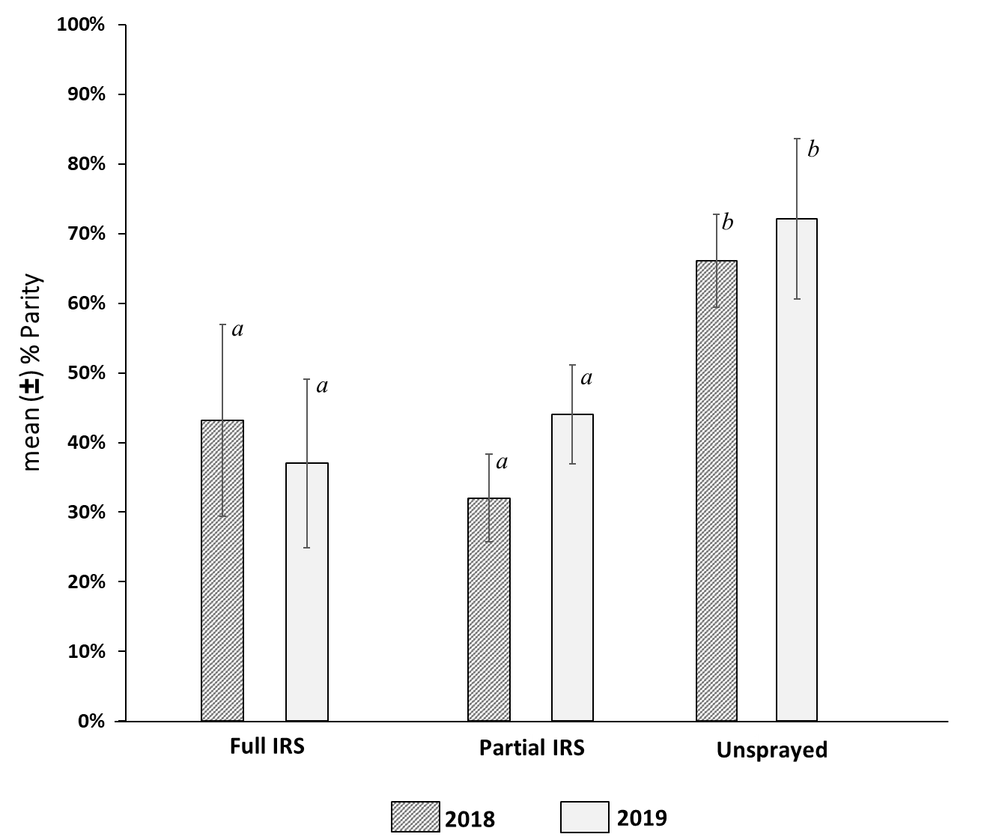 100%
90%
80%
70%
60%
50%
40%
30%
20%
10%
0%
mean (±) % Parity
a
a
a
a
b
b
Full IRS
Partial IRS
Unsprayed
2018
2019